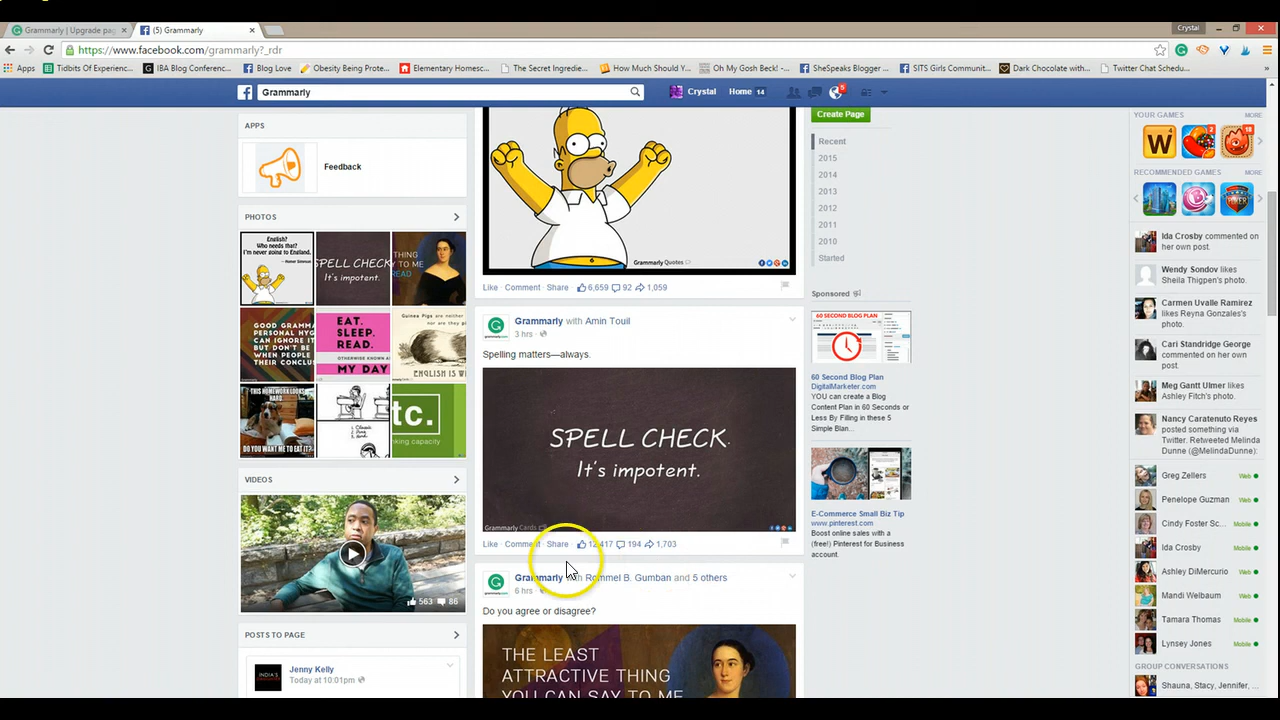 Grammarly | Upgrade pa
(5) Grammarly
Crystal
https://www.facebook.com/grammarly?_rdr
Apps
Tidbits Of Experienc...
IBA Blog Conferenc...
Blog Love
Obesity Being Prote...
Elementary Homesc...
The Secret Ingredie...
How Much Should Y...
Oh My Gosh Beck! -...
SheSpeaks Blogger ...
SITS Girls Communit...
Dark Chocolate with...
Twitter Chat Schedu...
»
Grammarly
Crystal
Home 14
5
APPS
Feedback
PHOTOS
English?
Who needs that?
I'm never going to England.
SPELL CHECK
It's impotent.
THING
TO ME
READ
GOOD GRAMMA
PERSONAL HYG
CAN IGNORE IT
BUT DON'T BE
WHEN PEOPLE
THEIR CONCLUS
EAT.
SLEEP.
READ.
MY DAY
Guinea Pigs are neither
ENGLISH IS W
THIS HOMEWORK LOOKS
HARD.
DO YOU WANT ME TO EAT IT?
etc.
nking capacity
VIDEOS
563 86
POSTS TO PAGE
Jenny Kelly
Today at 10:01pm
Grammarly Quotes
Like Comment Share 6,659 92 1,059
Grammarly with Amin Touil
3 hrs
Spelling matters—always.
SPELL CHECK.
It's impotent.
Grammarly Cards
Like Comment Share 12,417 194 1,703
Grammarly with Rommel B. Gumban and 5 others
6 hrs
Do you agree or disagree?
THE LEAST
ATTRACTIVE THING
YOU CAN SAY TO ME
Create Page
Recent
2015
2014
2013
2012
2011
2010
Started
Sponsored
60 SECOND BLOG PLAN
60 Second Blog Plan
DigitalMarketer.com
YOU can create a Blog
Content Plan in 60 Seconds or
Less By Filling in these 5
Simple Blan...
E-Commerce Small Biz Tip
www.pinterest.com
Boost online sales with a
(free!) Pinterest for Business
account.
YOUR GAMES MORE
W
2
18
RECOMMENDED GAMES MORE
Ida Crosby commented on
her own post.
Wendy Sondov likes
Sheila Thigpen's photo.
Carmen Uvalle Ramirez
likes Reyna Gonzales's
photo.
Cari Standridge George
commented on her own
post.
Meg Gantt Ulmer likes
Ashley Fitch's photo.
Nancy Caratenuto Reyes
posted something via
Twitter. Retweeted Melinda
Dunne (@MelindaDunne):
Greg Zellers Web
Penelope Guzman Web
Cindy Foster Sc... Mobile
Ida Crosby Mobile
Ashley DiMercurio Web
Mandi Welbaum Web
Tamara Thomas Mobile
Lynsey Jones Mobile
GROUP CONVERSATIONS
Shauna, Stacy, Jennifer, ...